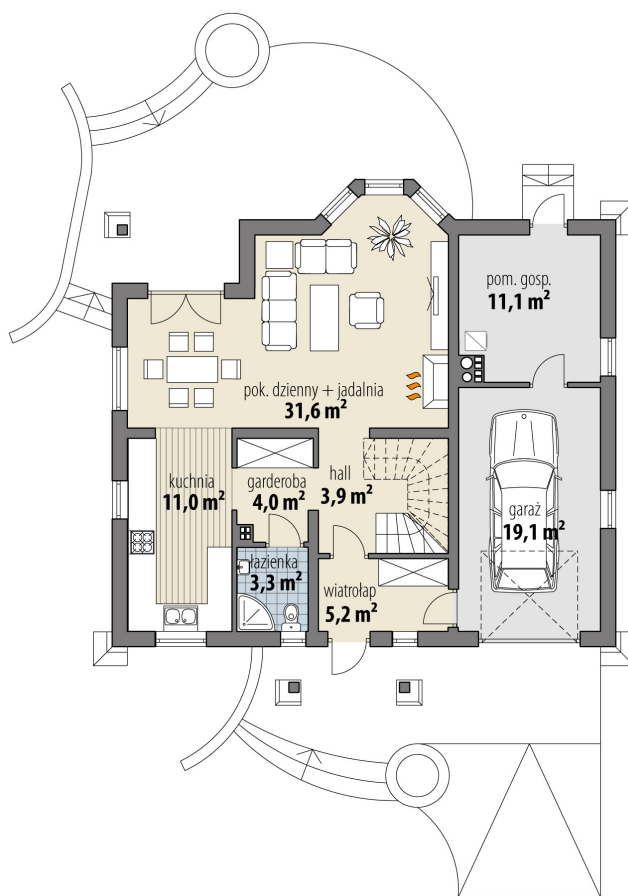 pom. gosp.
11,1 m²
pok. dzienny + jadalnia
31,6 m²
kuchnia
11,0 m²
garderoba
4,0 m²
hall
3,9 m²
garaż
19,1 m²
łazienka
3,3 m²
wiatrołap
5,2 m²